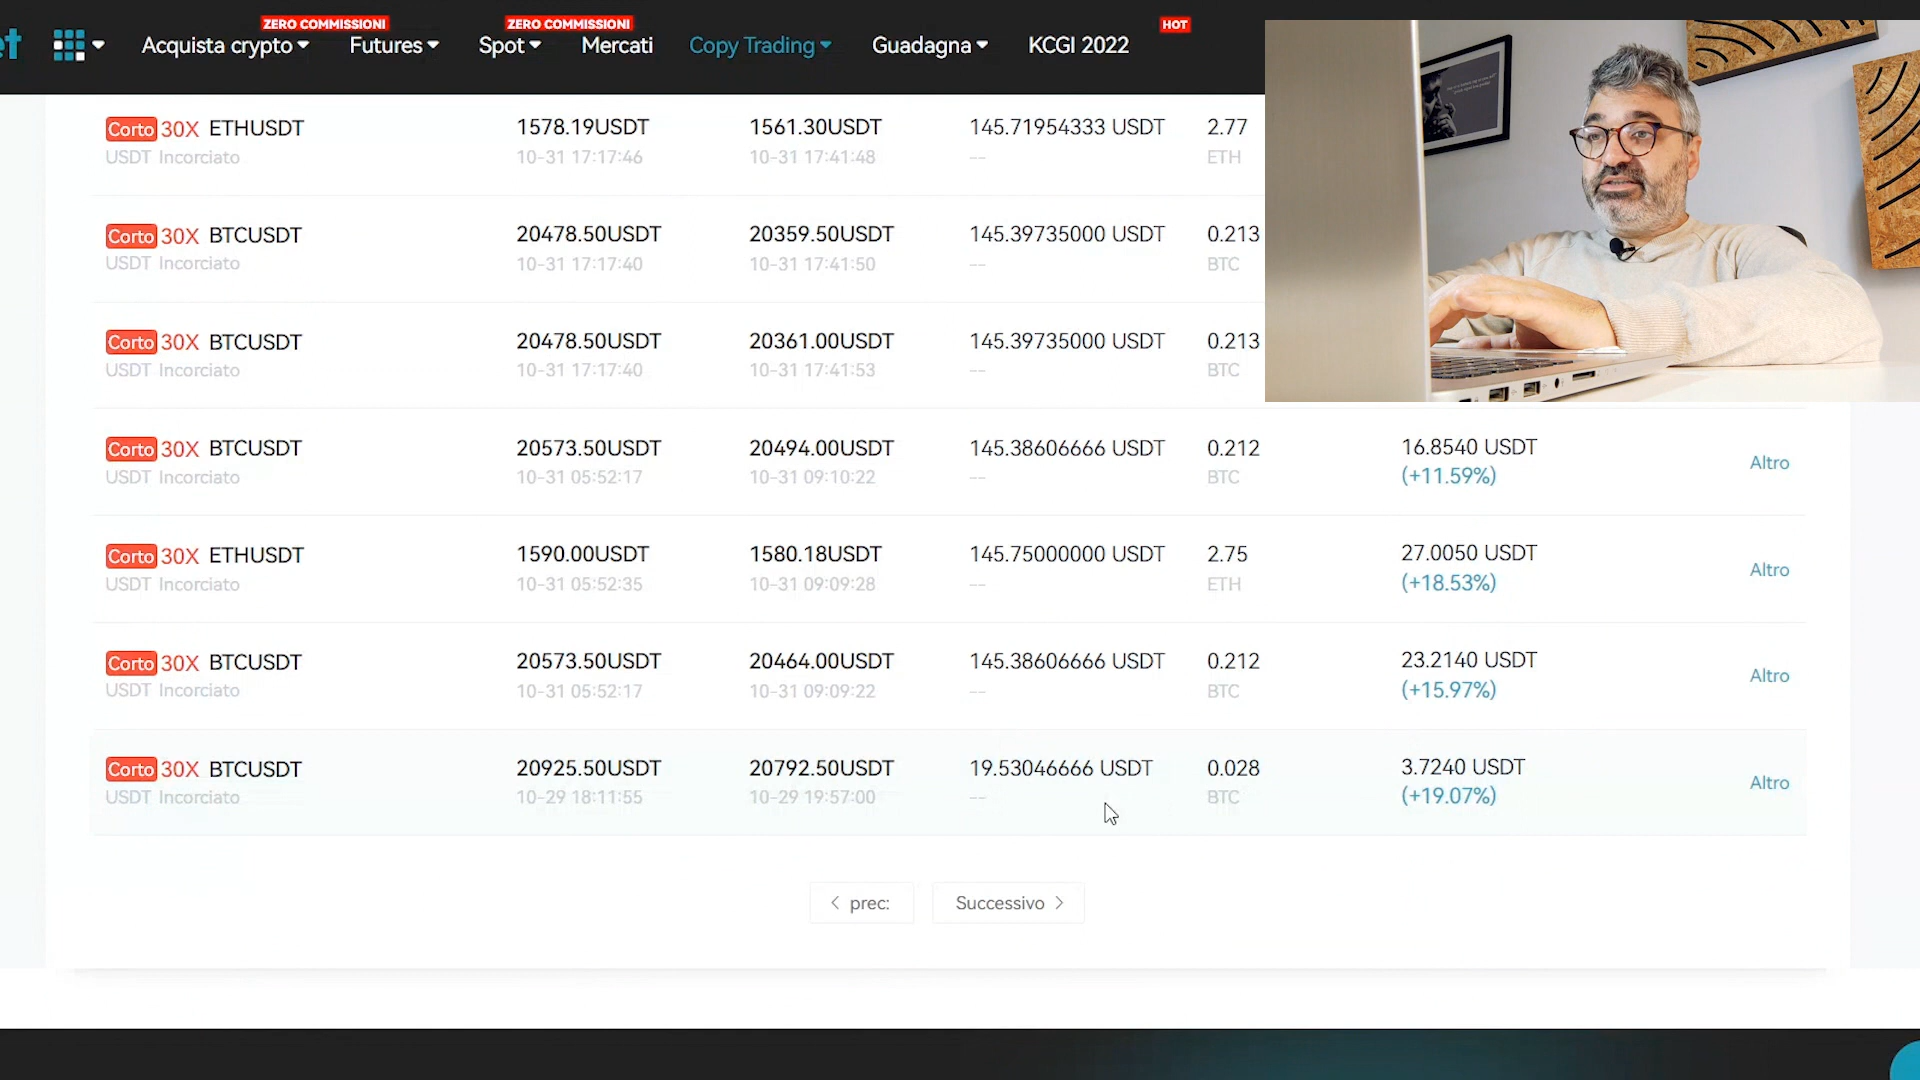 ZERO COMMISSIONI ZERO COMMISSIONI HOT
et Acquista crypto Futures Spot Mercati Copy Trading Guadagna KCGI 2022
Corto 30X ETHUSDT 1578.19USDT 1561.30USDT 145.71954333 USDT 2.77
USDT Incorciato 10-31 17:17:46 10-31 17:41:48 -- ETH
Corto 30X BTCUSDT 20478.50USDT 20359.50USDT 145.39735000 USDT 0.213
USDT Incorciato 10-31 17:17:40 10-31 17:41:50 -- BTC
Corto 30X BTCUSDT 20478.50USDT 20361.00USDT 145.39735000 USDT 0.213
USDT Incorciato 10-31 17:17:40 10-31 17:41:53 -- BTC
Corto 30X BTCUSDT 20573.50USDT 20494.00USDT 145.38606666 USDT 0.212 16.8540 USDT Altro
USDT Incorciato 10-31 05:52:17 10-31 09:10:22 -- BTC (+11.59%)
Corto 30X ETHUSDT 1590.00USDT 1580.18USDT 145.75000000 USDT 2.75 27.0050 USDT Altro
USDT Incorciato 10-31 05:52:35 10-31 09:09:28 -- ETH (+18.53%)
Corto 30X BTCUSDT 20573.50USDT 20464.00USDT 145.38606666 USDT 0.212 23.2140 USDT Altro
USDT Incorciato 10-31 05:52:17 10-31 09:09:22 -- BTC (+15.97%)
Corto 30X BTCUSDT 20925.50USDT 20792.50USDT 19.53046666 USDT 0.028 3.7240 USDT Altro
USDT Incorciato 10-29 18:11:55 10-29 19:57:00 -- BTC (+19.07%)
prec: Successivo